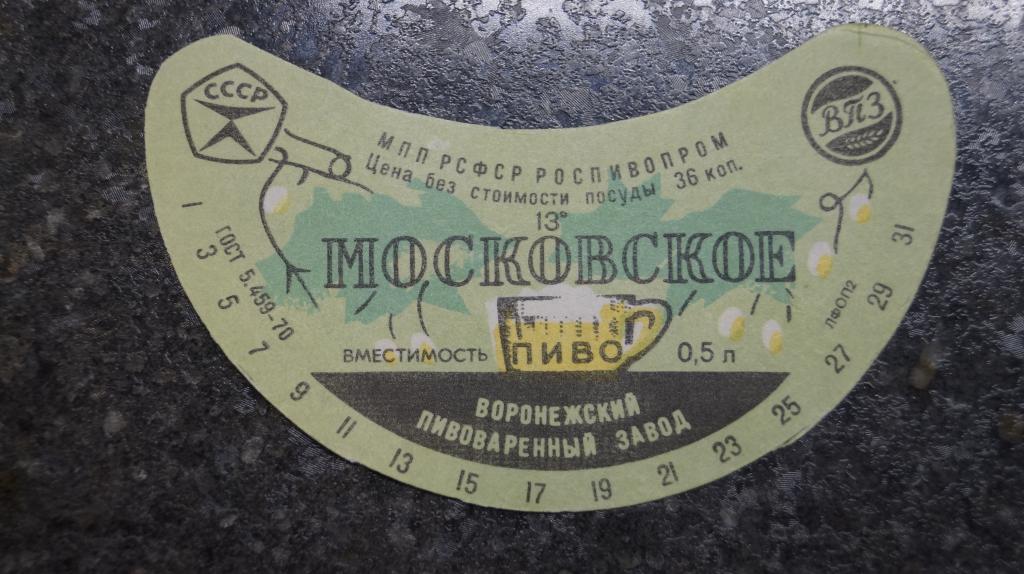 СССР
ВПЗ
МПП РСФСР РОСПИВОПРОМ
Цена без стоимости посуды 36 коп.
13°
МОСКОВСКОЕ
ПИВО
ВМЕСТИМОСТЬ 0,5 л
ВОРОНЕЖСКИЙ
ПИВОВАРЕННЫЙ ЗАВОД
ГОСТ 5.459-70
ЛФОП2
1 3 5 7 9 11 13 15 17 19 21 23 25 27 29 31